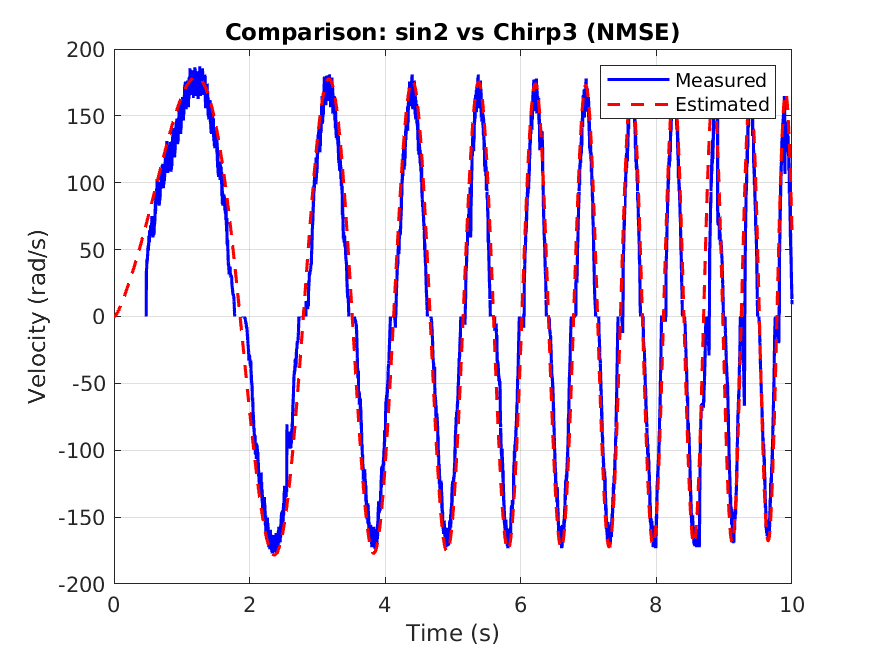 Comparison: sin2 vs Chirp3 (NMSE)
200
150
100
50
0
-50
-100
-150
-200
Velocity (rad/s)
Measured
Estimated
0 2 4 6 8 10
Time (s)